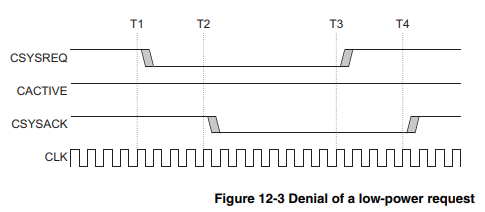 T1 T2 T3 T4
CSYSREQ
CACTIVE
CSYSACK
CLK
Figure 12-3 Denial of a low-power request